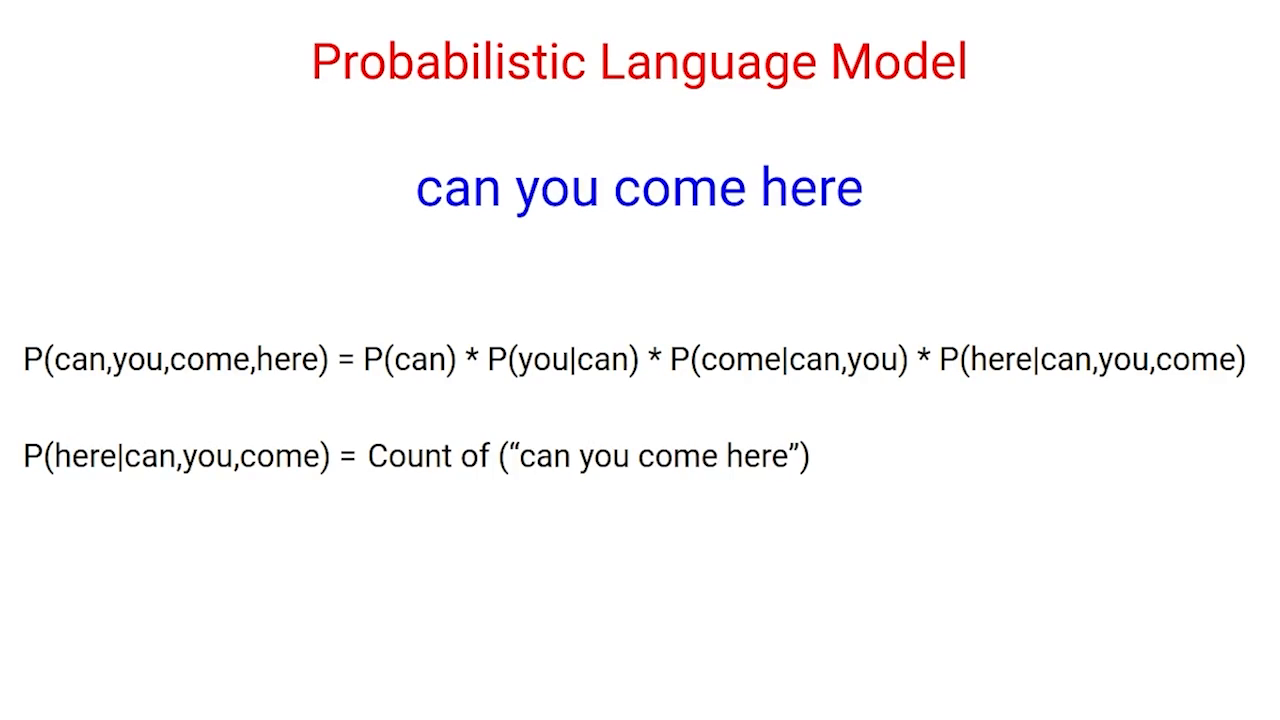 Probabilistic Language Model
can you come here
P(can,you,come,here) = P(can) * P(you|can) * P(come|can,you) * P(here|can,you,come)
P(here|can,you,come) = Count of (“can you come here”)